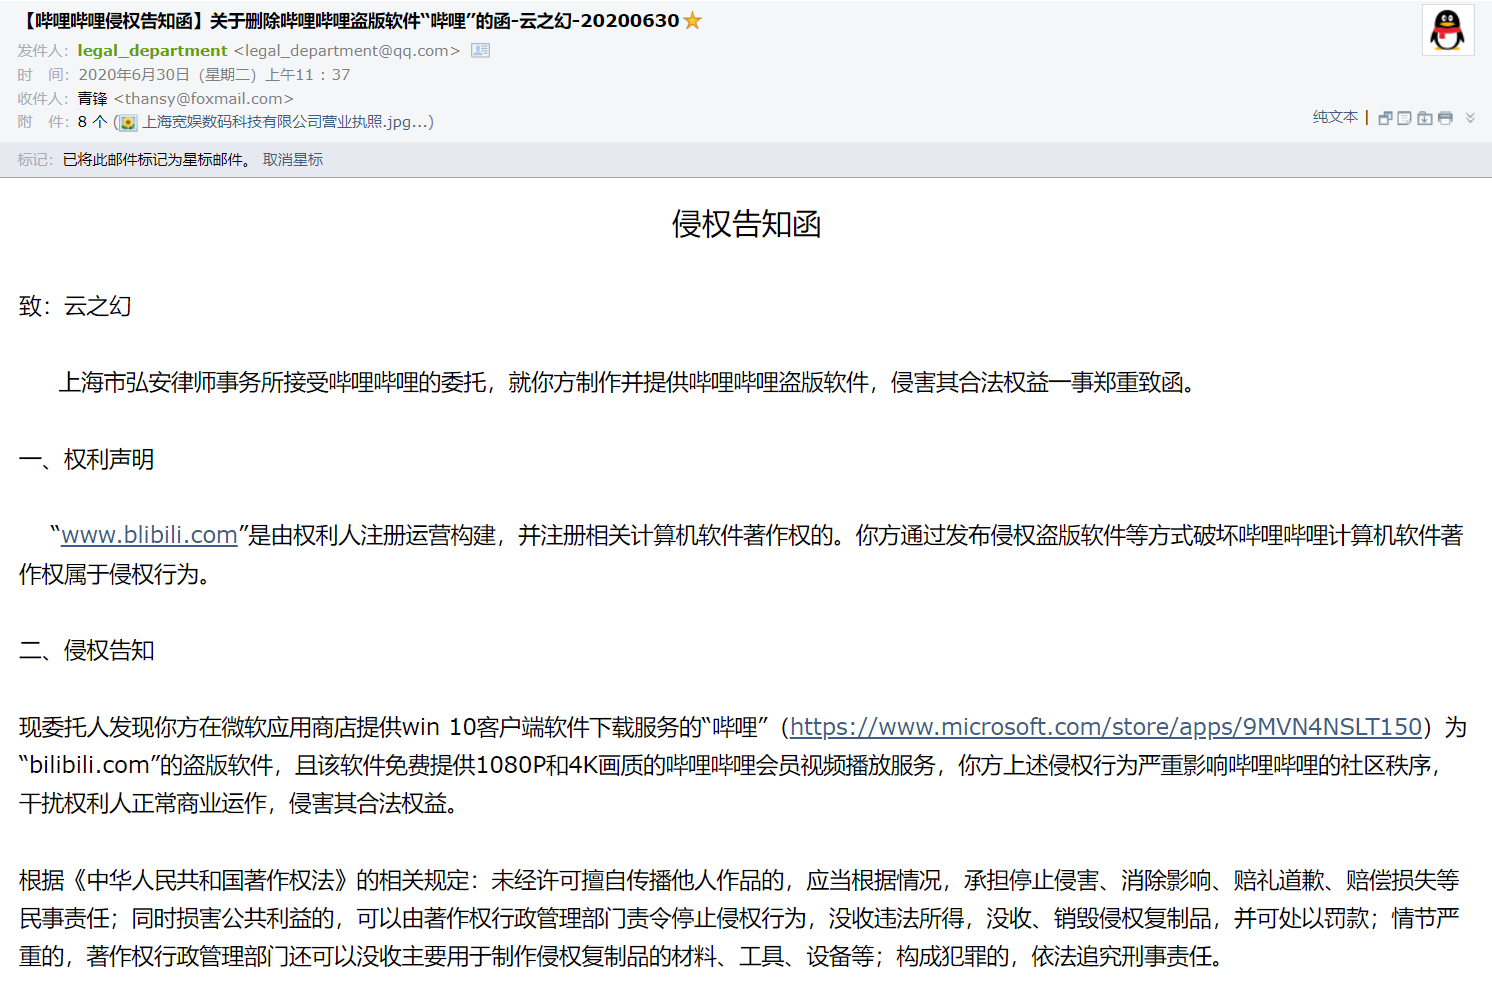 【哔哩哔哩侵权告知函】关于删除哔哩哔哩盗版软件“哔哩”的函-云之幻-20200630
发件人：legal_department <legal_department@qq.com>
时 间：2020年6月30日（星期二）上午11：37
收件人：青锋 <thansy@foxmail.com>
附 件：8 个 (上海宽娱数码科技有限公司营业执照.jpg...)
纯文本 |
标记：已将此邮件标记为星标邮件。 取消星标
侵权告知函
致：云之幻
上海市弘安律师事务所接受哔哩哔哩的委托，就你方制作并提供哔哩哔哩盗版软件，侵害其合法权益一事郑重致函。
一、权利声明
“www.blibili.com”是由权利人注册运营构建，并注册相关计算机软件著作权的。你方通过发布侵权盗版软件等方式破坏哔哩哔哩计算机软件著
作权属于侵权行为。
二、侵权告知
现委托人发现你方在微软应用商店提供win 10客户端软件下载服务的“哔哩”（https://www.microsoft.com/store/apps/9MVN4NSLT150）为
“bilibili.com”的盗版软件，且该软件免费提供1080P和4K画质的哔哩哔哩会员视频播放服务，你方上述侵权行为严重影响哔哩哔哩的社区秩序，
干扰权利人正常商业运作，侵害其合法权益。
根据《中华人民共和国著作权法》的相关规定：未经许可擅自传播他人作品的，应当根据情况，承担停止侵害、消除影响、赔礼道歉、赔偿损失等
民事责任；同时损害公共利益的，可以由著作权行政管理部门责令停止侵权行为，没收违法所得，没收、销毁侵权复制品，并可处以罚款；情节严
重的，著作权行政管理部门还可以没收主要用于制作侵权复制品的材料、工具、设备等；构成犯罪的，依法追究刑事责任。